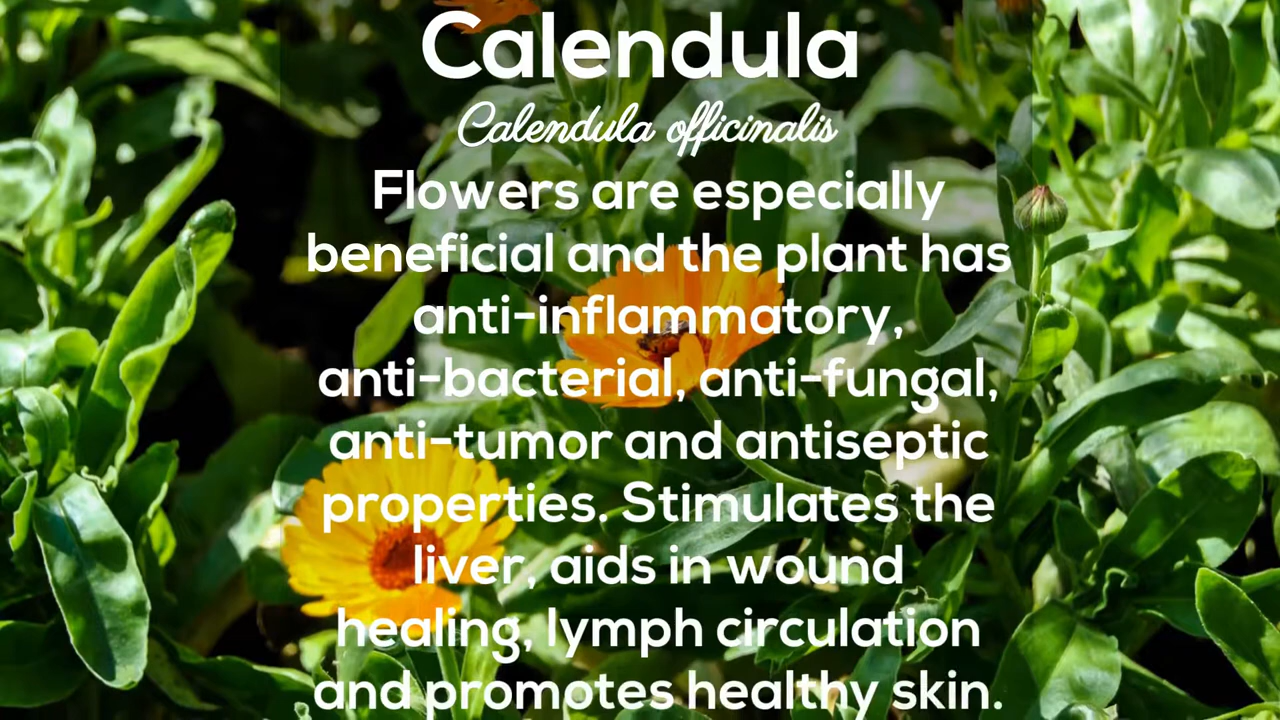 Calendula
Calendula officinalis
Flowers are especially
beneficial and the plant has
anti-inflammatory,
anti-bacterial, anti-fungal,
anti-tumor and antiseptic
properties. Stimulates the
liver, aids in wound
healing, lymph circulation
and promotes healthy skin.